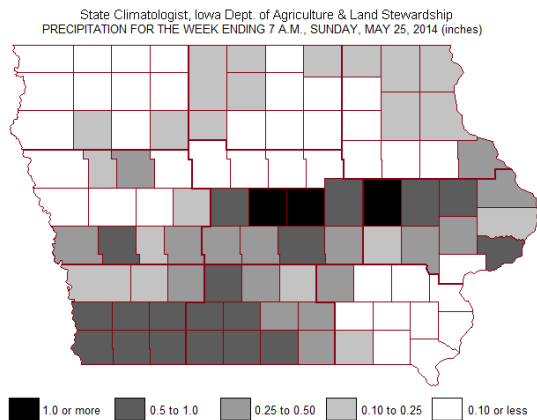 State Climatologist, Iowa Dept. of Agriculture & Land Stewardship
PRECIPITATION FOR THE WEEK ENDING 7 A.M., SUNDAY, MAY 25, 2014 (inches)
1.0 or more 0.5 to 1.0 0.25 to 0.50 0.10 to 0.25 0.10 or less